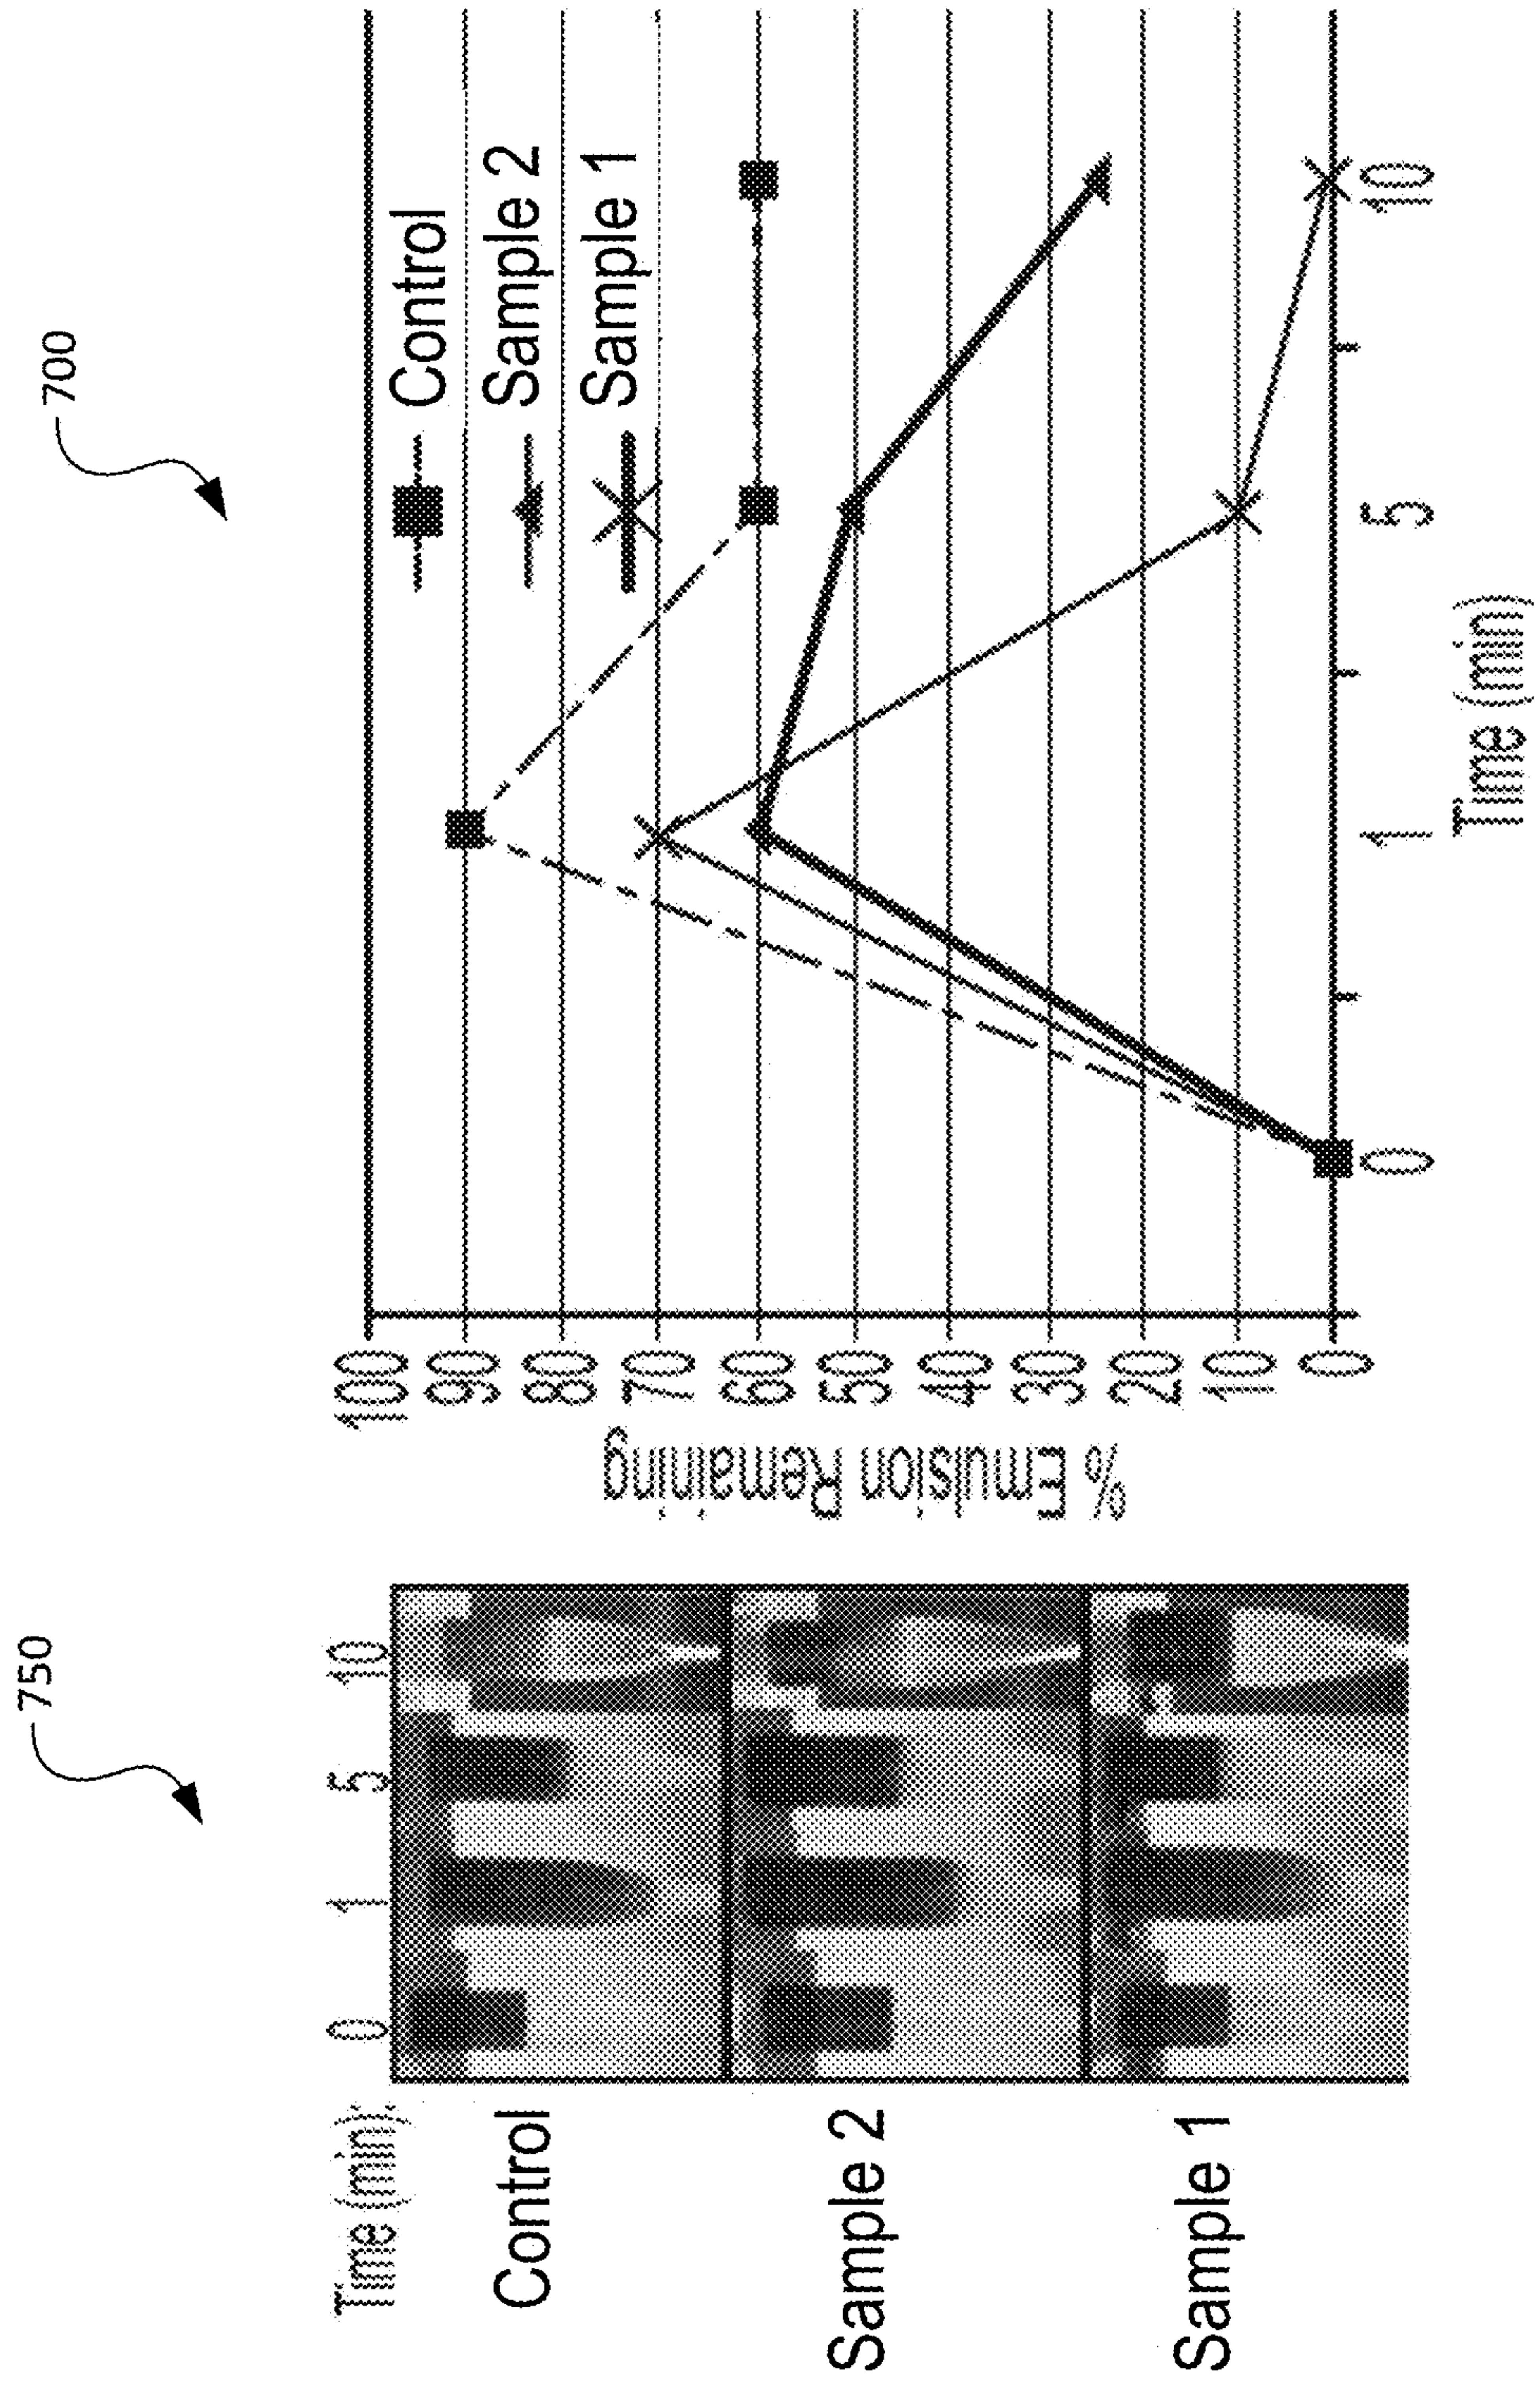 750
Time (min):
0 1 5 10
Control
Sample 2
Sample 1
700
% Emulsion Remaining
100
90
80
70
60
50
40
30
20
10
0
Control
Sample 2
Sample 1
0 1 5 10
Time (min)